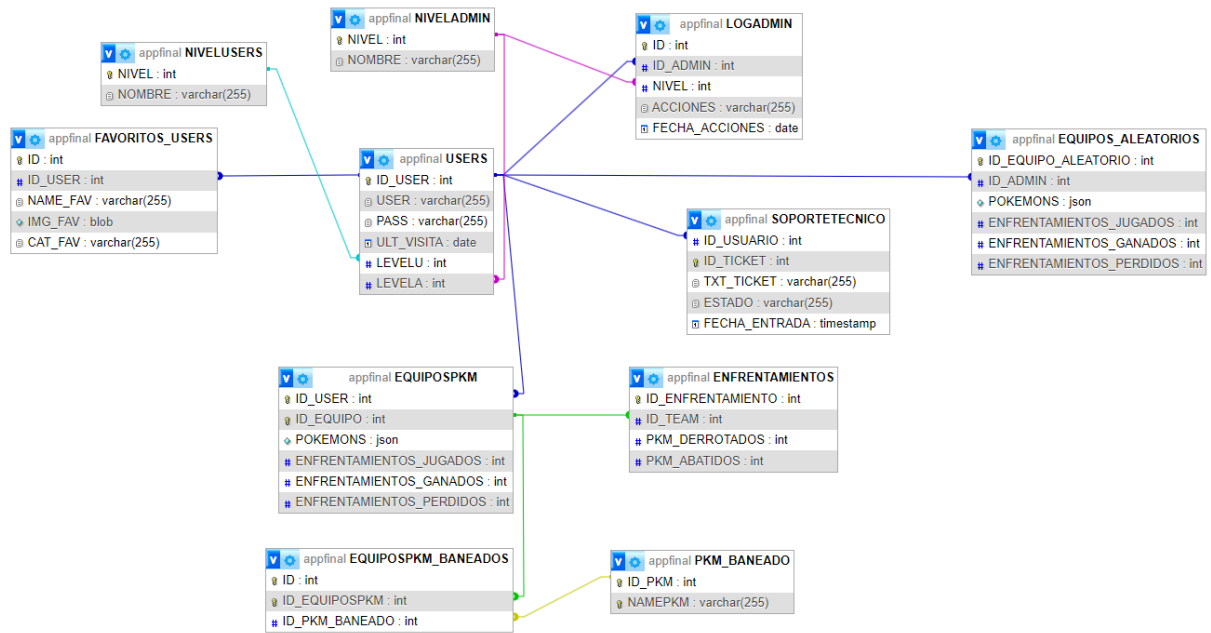 appfinal NIVELADMIN
NIVEL : int
NOMBRE : varchar(255)
appfinal LOGADMIN
ID : int
# ID_ADMIN : int
# NIVEL : int
ACCIONES : varchar(255)
FECHA_ACCIONES : date
appfinal NIVELUSERS
NIVEL : int
NOMBRE : varchar(255)
appfinal FAVORITOS_USERS
ID : int
# ID_USER : int
NAME_FAV : varchar(255)
IMG_FAV : blob
CAT_FAV : varchar(255)
appfinal USERS
ID_USER : int
USER : varchar(255)
PASS : varchar(255)
ULT_VISITA : date
# LEVELU : int
# LEVELA : int
appfinal EQUIPOS_ALEATORIOS
ID_EQUIPO_ALEATORIO : int
# ID_ADMIN : int
POKEMONS : json
# ENFRENTAMIENTOS_JUGADOS : int
# ENFRENTAMIENTOS_GANADOS : int
# ENFRENTAMIENTOS_PERDIDOS : int
appfinal SOPORTETECNICO
# ID_USUARIO : int
ID_TICKET : int
TXT_TICKET : varchar(255)
ESTADO : varchar(255)
FECHA_ENTRADA : timestamp
appfinal EQUIPOSPKM
ID_USER : int
ID_EQUIPO : int
POKEMONS : json
# ENFRENTAMIENTOS_JUGADOS : int
# ENFRENTAMIENTOS_GANADOS : int
# ENFRENTAMIENTOS_PERDIDOS : int
appfinal ENFRENTAMIENTOS
ID_ENFRENTAMIENTO : int
# ID_TEAM : int
# PKM_DERROTADOS : int
# PKM_ABATIDOS : int
appfinal EQUIPOSPKM_BANEADOS
ID : int
ID_EQUIPOSPKM : int
# ID_PKM_BANEADO : int
appfinal PKM_BANEADO
ID_PKM : int
NAMEPKM : varchar(255)